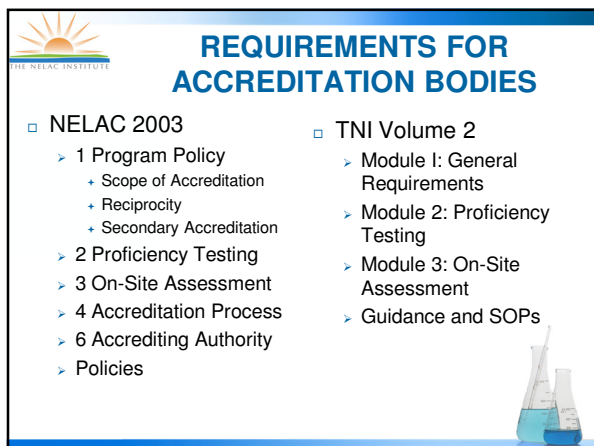 THE NELAC INSTITUTE
REQUIREMENTS FOR
ACCREDITATION BODIES
NELAC 2003
1 Program Policy
Scope of Accreditation
Reciprocity
Secondary Accreditation
2 Proficiency Testing
3 On-Site Assessment
4 Accreditation Process
6 Accrediting Authority
Policies
TNI Volume 2
Module I: General
Requirements
Module 2: Proficiency
Testing
Module 3: On-Site
Assessment
Guidance and SOPs